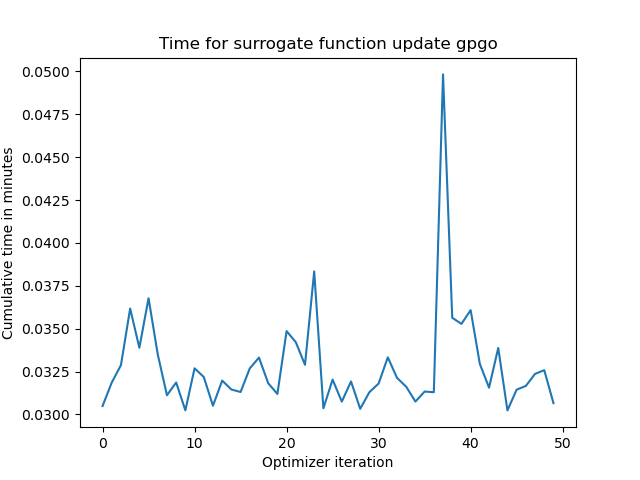 Time for surrogate function update gpgo
Cumulative time in minutes
0.0500
0.0475
0.0450
0.0425
0.0400
0.0375
0.0350
0.0325
0.0300
0 10 20 30 40 50
Optimizer iteration